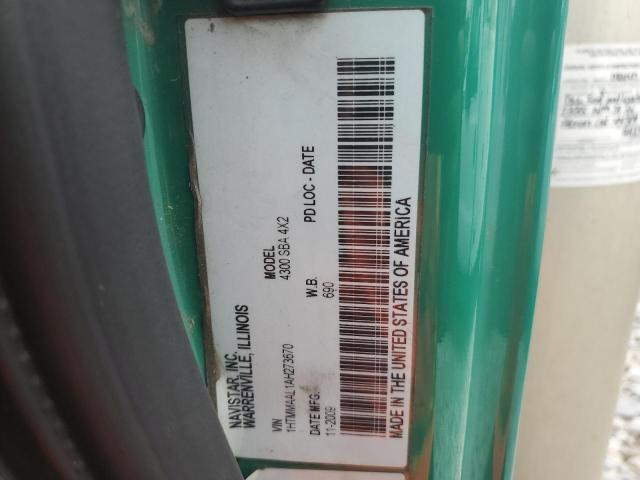 NAVISTAR, INC.
WARRENVILLE, ILLINOIS
VIN
1HTMMAAL1AH273670
DATE MFG.
11-2009
MODEL
4300 SBA 4X2
W.B.
690
PD LOC - DATE
MADE IN THE UNITED STATES OF AMERICA